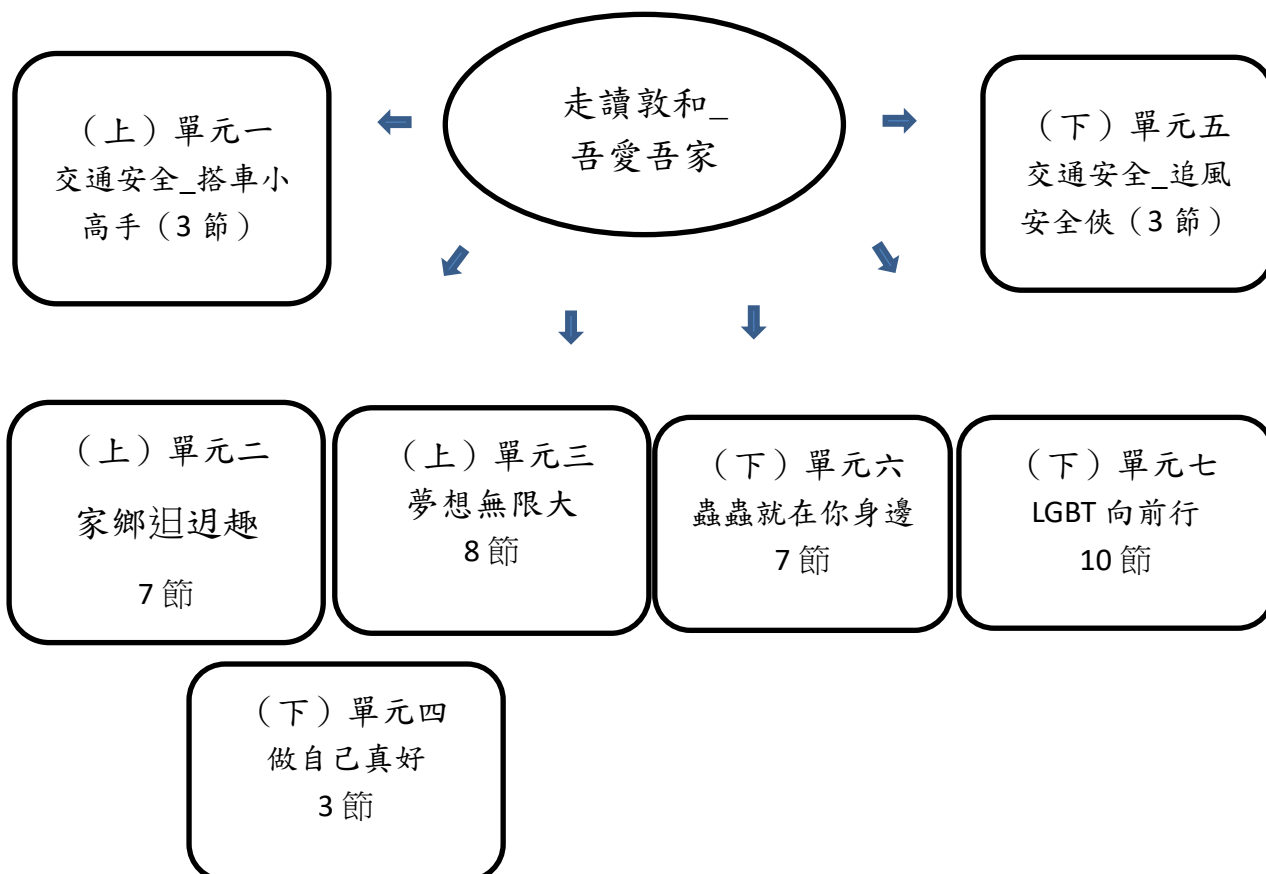 走讀敦和_
吾愛吾家
（上）單元一
交通安全_搭車小
高手（3 節）
（下）單元五
交通安全_追風
安全俠（3 節）
（上）單元二
家鄉迌迌趣
7 節
（上）單元三
夢想無限大
8 節
（下）單元六
蟲蟲就在你身邊
7 節
（下）單元七
LGBT 向前行
10 節
（下）單元四
做自己真好
3 節